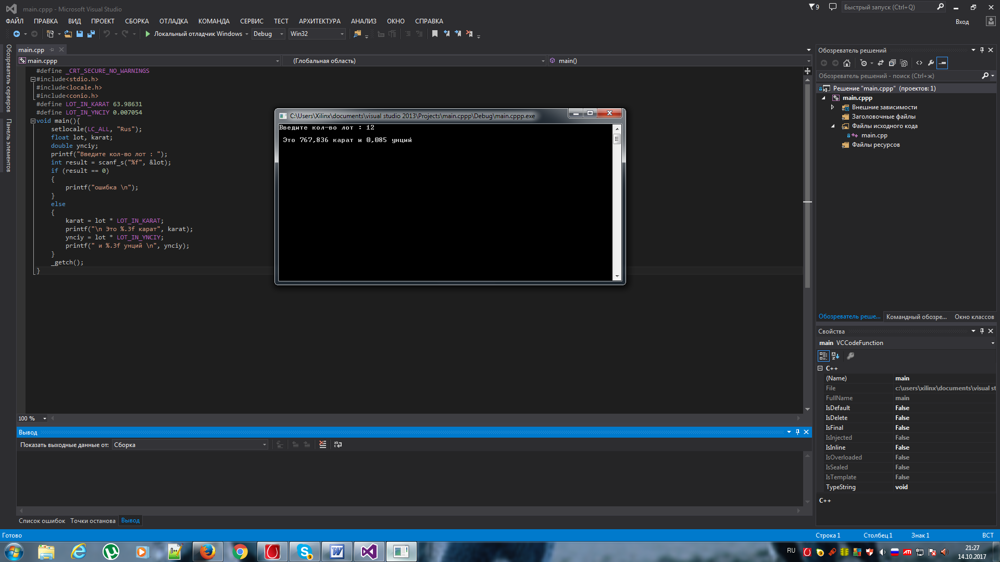 main.cppp - Microsoft Visual Studio
9
Быстрый запуск (Ctrl+Q)
ФАЙЛ ПРАВКА ВИД ПРОЕКТ СБОРКА ОТЛАДКА КОМАНДА СЕРВИС ТЕСТ АРХИТЕКТУРА АНАЛИЗ ОКНО СПРАВКА
Вход
Локальный отладчик Windows Debug Win32
Обозреватель серверов
Панель элементов
main.cpp
main.cppp (Глобальная область) main()
#define _CRT_SECURE_NO_WARNINGS
#include<stdio.h>
#include<locale.h>
#include<conio.h>
#define LOT_IN_KARAT 63.98631
#define LOT_IN_YNCIY 0.007054
void main(){
setlocale(LC_ALL, "Rus");
float lot, karat;
double ynciy;
printf("Введите кол-во лот : ");
int result = scanf_s("%f", &lot);
if (result == 0)
{
printf("ошибка \n");
}
else
{
karat = lot * LOT_IN_KARAT;
printf("\n Это %.3f карат", karat);
ynciy = lot * LOT_IN_YNCIY;
printf(" и %.3f унций \n", ynciy);
}
_getch();
}
C:\Users\Xilinx\documents\visual studio 2013\Projects\main.cppp\Debug\main.cppp.exe
Введите кол-во лот : 12
Это 767,836 карат и 0,085 унций
100 %
Вывод
Показать выходные данные от: Сборка
Список ошибок Точки останова Вывод
Обозреватель решений
Обозреватель решений - поиск (Ctrl+ж)
Решение "main.cppp" (проектов: 1)
main.cppp
Внешние зависимости
Заголовочные файлы
Файлы исходного кода
main.cpp
Файлы ресурсов
Обозреватель реше... Командный обозре... Окно классов
Свойства
main VCCodeFunction
C++
(Name) main
File c:\users\xilinx\documents\visual st
FullName main
IsDefault False
IsDelete False
IsFinal False
IsInjected False
IsInline False
IsOverloaded False
IsSealed False
IsTemplate False
TypeString void
C++
Готово Строка 1 Столбец 1 Знак 1 ВСТ
RU
21:27
14.10.2017